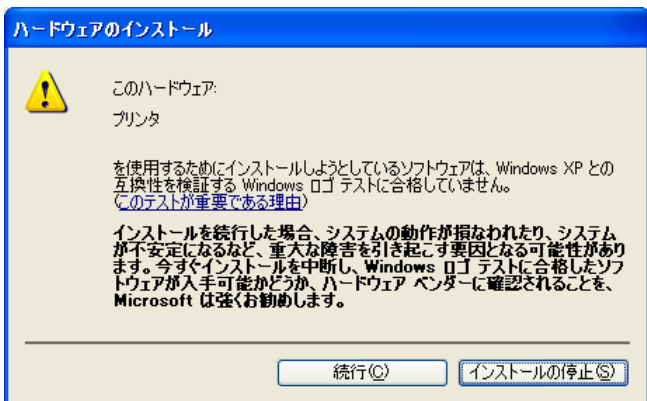 ハードウェアのインストール
このハードウェア:
プリンタ
を使用するためにインストールしようとしているソフトウェアは、Windows XP との
互換性を検証する Windows ロゴ テストに合格していません。
(このテストが重要である理由)
インストールを続行した場合、システムの動作が損なわれたり、システム
が不安定になるなど、重大な障害を引き起こす要因となる可能性があり
ます。今すぐインストールを中断し、Windows ロゴ テストに合格したソフ
トウェアが入手可能かどうか、ハードウェア ベンダーに確認されることを、
Microsoft は強くお勧めします。
続行(C)
インストールの停止(S)